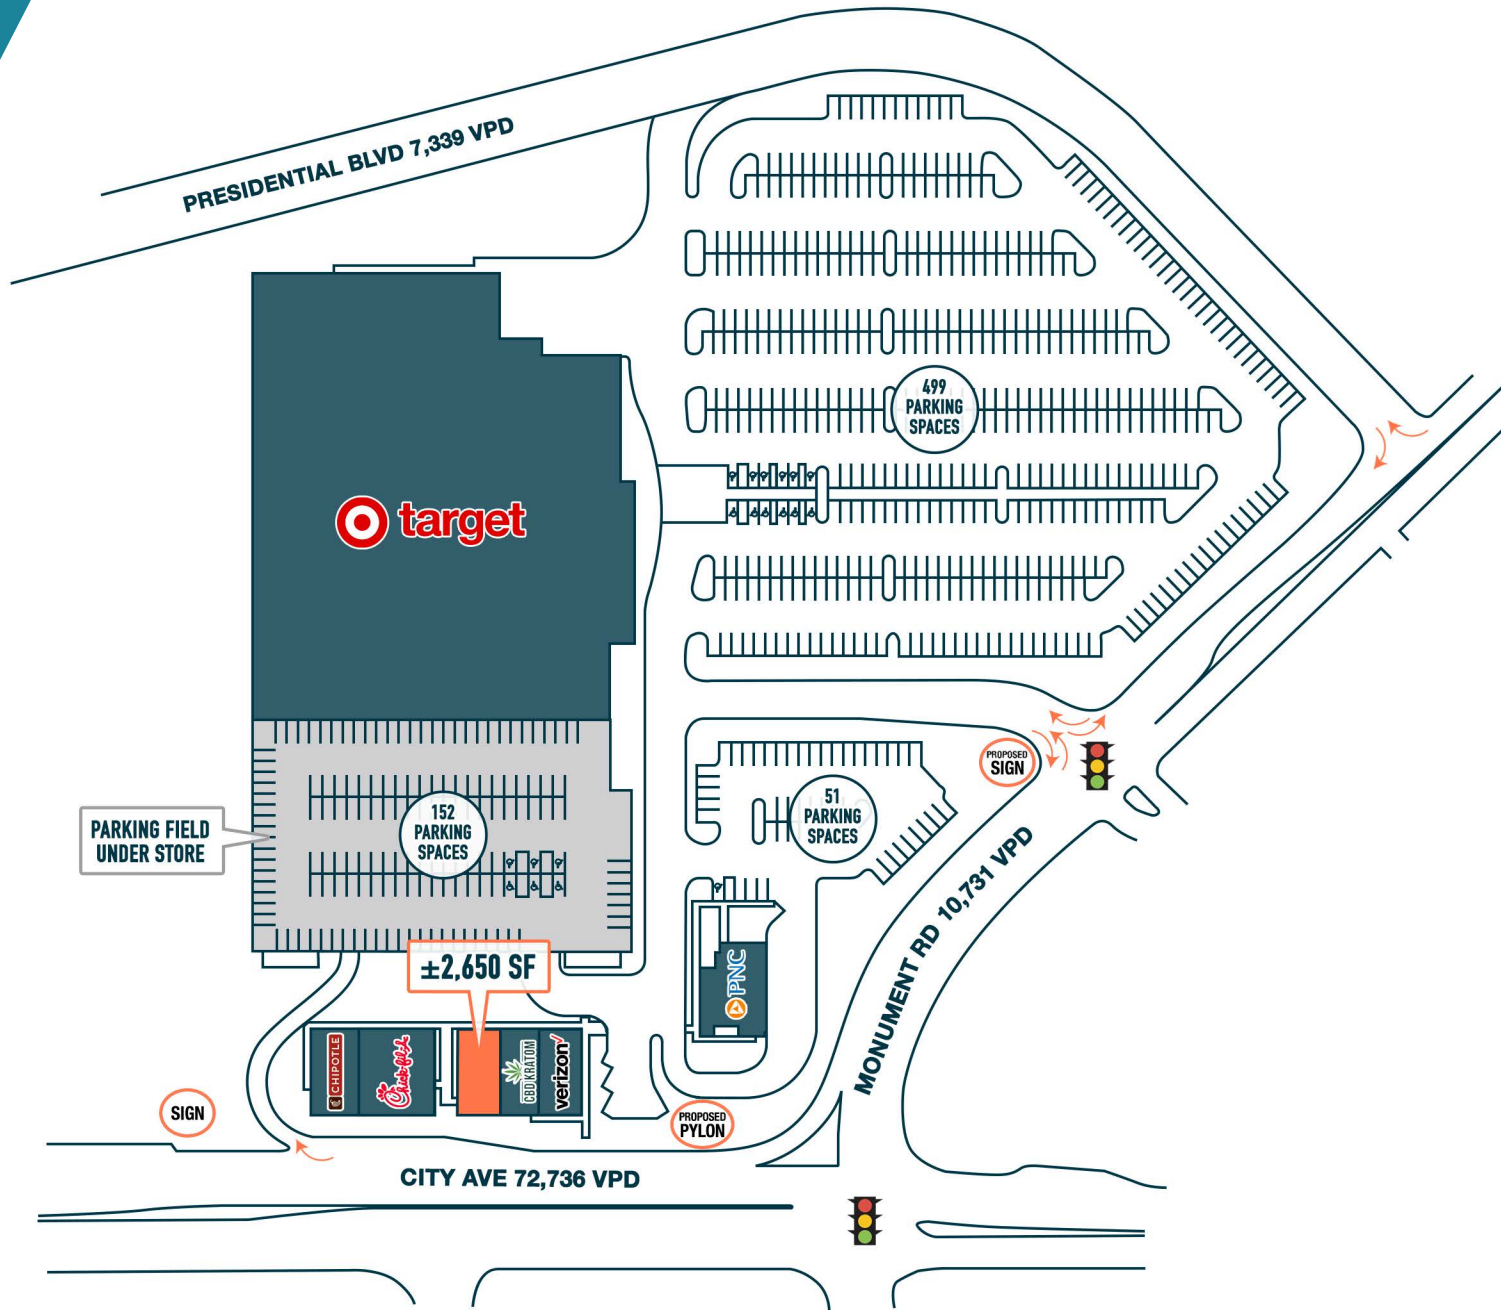 PRESIDENTIAL BLVD 7,339 VPD
499
PARKING
SPACES
target
PROPOSED
SIGN
51
PARKING
SPACES
152
PARKING
SPACES
PARKING FIELD
UNDER STORE
MONUMENT RD 10,731 VPD
±2,650 SF
PNC
CHIPOTLE
Chick-fil-A
CBD KRATOM
verizon
SIGN
PROPOSED
PYLON
CITY AVE 72,736 VPD